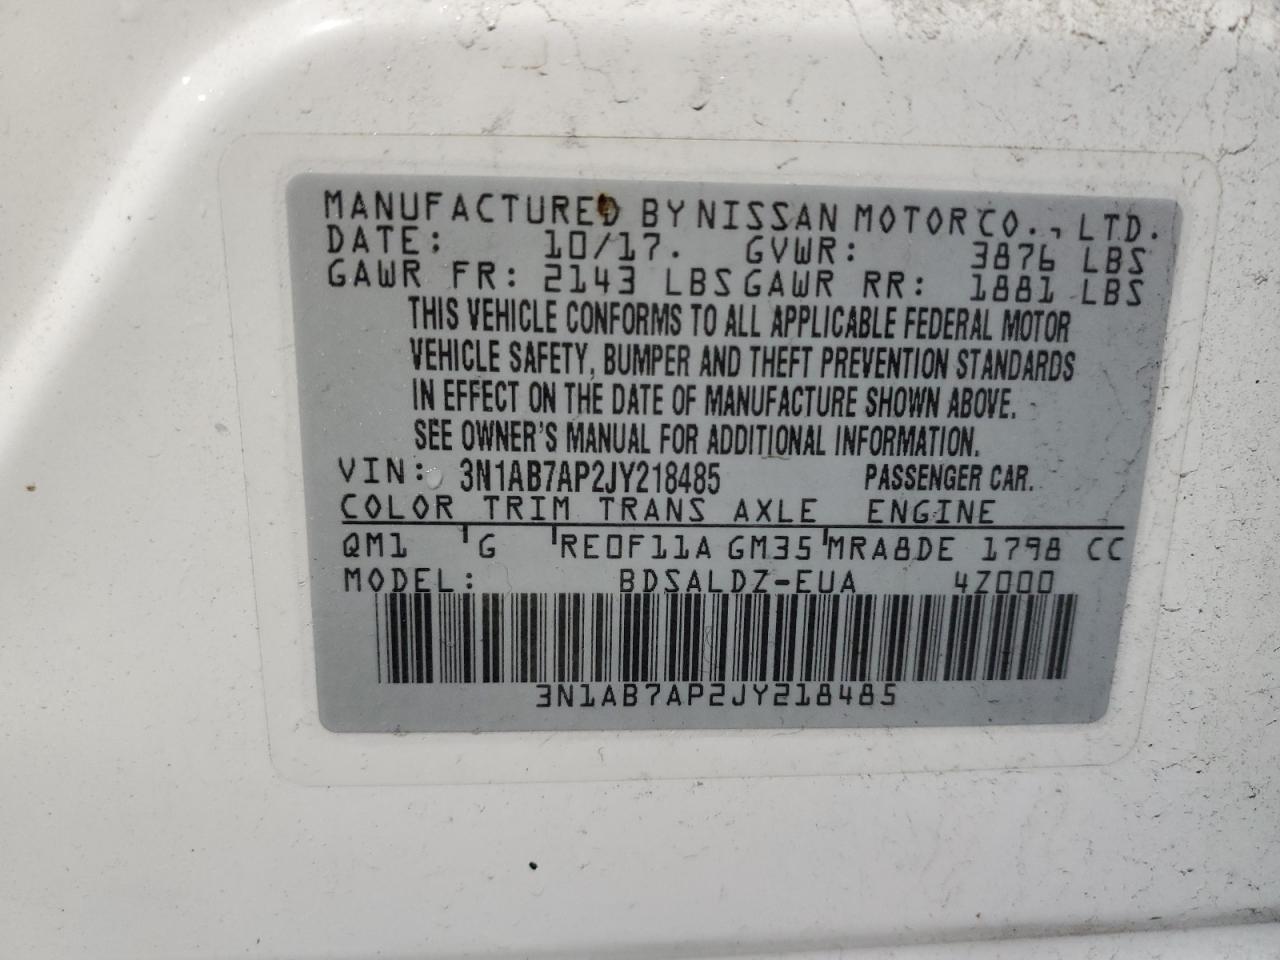 MANUFACTURED BY NISSAN MOTOR CO., LTD.
DATE: 10/17. GVWR: 3876 LBS
GAWR FR: 2143 LBS GAWR RR: 1881 LBS
THIS VEHICLE CONFORMS TO ALL APPLICABLE FEDERAL MOTOR
VEHICLE SAFETY, BUMPER AND THEFT PREVENTION STANDARDS
IN EFFECT ON THE DATE OF MANUFACTURE SHOWN ABOVE.
SEE OWNER'S MANUAL FOR ADDITIONAL INFORMATION.
VIN: 3N1AB7AP2JY218485 PASSENGER CAR.
COLOR TRIM TRANS AXLE ENGINE
QM1 G RE0F11A GM35 MRA8DE 1798 CC
MODEL: BDSALDZ-EUA 4Z000
3N1AB7AP2JY218485